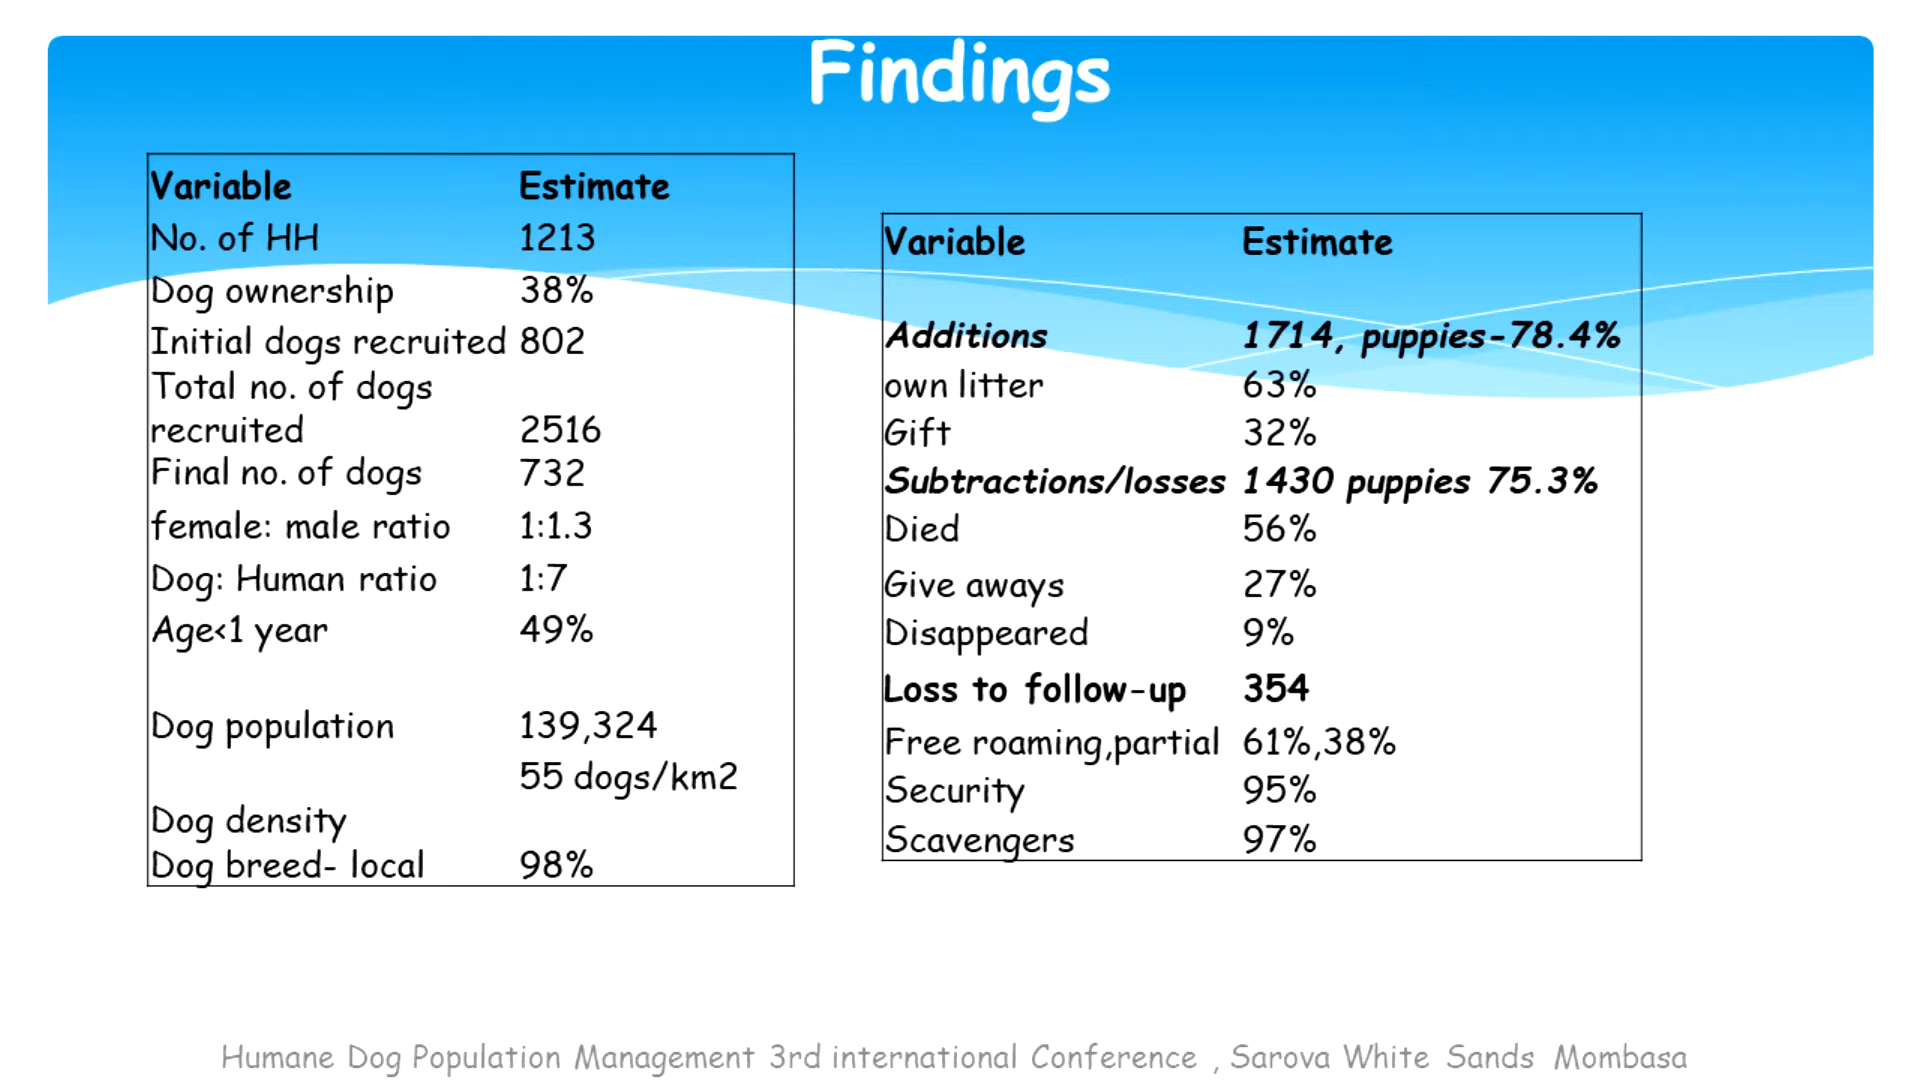 Findings
Variable Estimate
No. of HH 1213
Dog ownership 38%
Initial dogs recruited 802
Total no. of dogs
recruited 2516
Final no. of dogs 732
female: male ratio 1:1.3
Dog: Human ratio 1:7
Age<1 year 49%
Dog population 139,324
55 dogs/km2
Dog density
Dog breed- local 98%
Variable Estimate
Additions 1714, puppies-78.4%
own litter 63%
Gift 32%
Subtractions/losses 1430 puppies 75.3%
Died 56%
Give aways 27%
Disappeared 9%
Loss to follow-up 354
Free roaming,partial 61%,38%
Security 95%
Scavengers 97%
Humane Dog Population Management 3rd international Conference , Sarova White Sands Mombasa